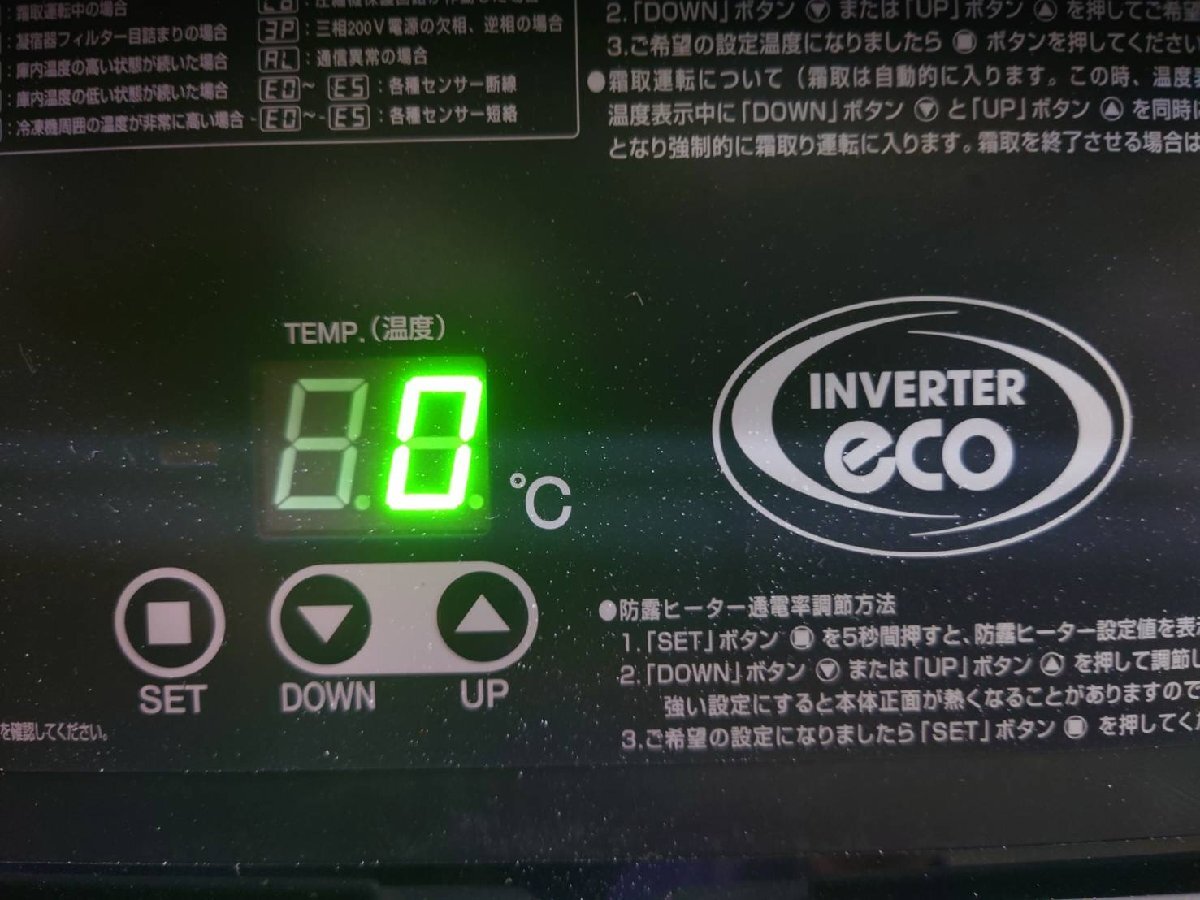 :霜取運転中の場合
:凝宿器フィルター目詰まりの場合
:庫内温度の高い状態が続いた場合
:庫内温度の低い状態が続いた場合
:冷凍機周囲の温度が非常に高い場合
3P:三相200V電源の欠相、逆相の場合
AL:通信異常の場合
E0~E5:各種センサー断線
E0~E5:各種センサー短絡
2.「DOWN」ボタン▼または「UP」ボタン▲を押してご希望
3.ご希望の設定温度になりましたら■ボタンを押してください
●霜取運転について(霜取は自動的に入ります。この時、温度
温度表示中に「DOWN」ボタン▼と「UP」ボタン▲を同時
となり強制的に霜取り運転に入ります。霜取を終了させる場合は
TEMP.(温度)
0
℃
INVERTER
eco
SET
DOWN
UP
を確認してください。
●防露ヒーター通電率調節方法
1.「SET」ボタン■を5秒間押すと、防露ヒーター設定値を表
2.「DOWN」ボタン▼または「UP」ボタン▲を押して調節し
強い設定にすると本体正面が熱くなることがありますので
3.ご希望の設定になりましたら「SET」ボタン■を押してく